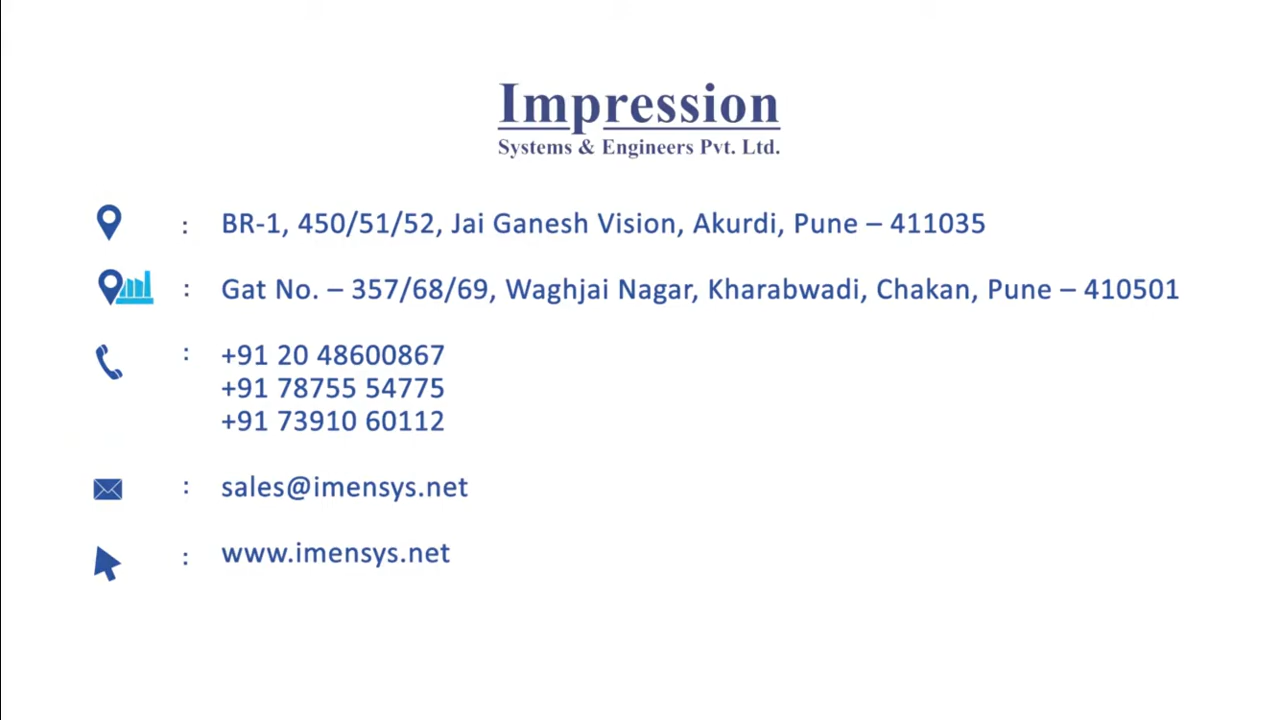 Impression
Systems & Engineers Pvt. Ltd.
: BR-1, 450/51/52, Jai Ganesh Vision, Akurdi, Pune – 411035
: Gat No. – 357/68/69, Waghjai Nagar, Kharabwadi, Chakan, Pune – 410501
: +91 20 48600867
+91 78755 54775
+91 73910 60112
: sales@imensys.net
: www.imensys.net